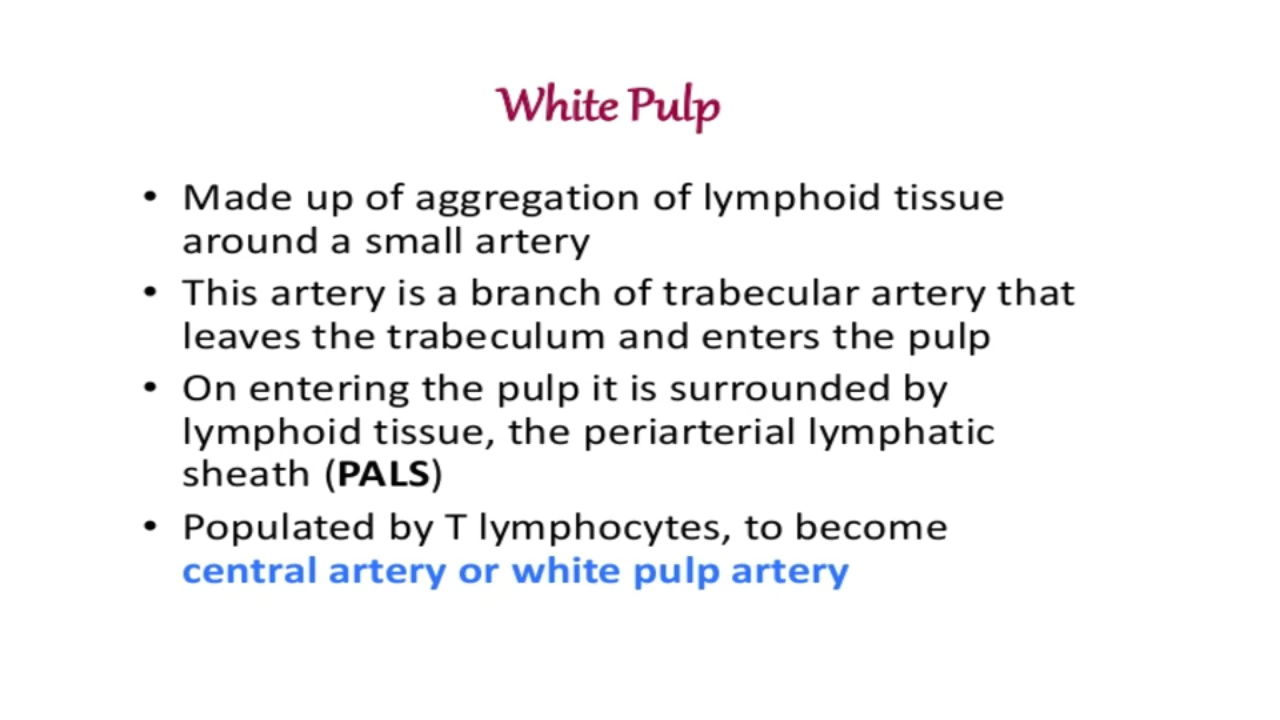 White Pulp
• Made up of aggregation of lymphoid tissue
around a small artery
• This artery is a branch of trabecular artery that
leaves the trabeculum and enters the pulp
• On entering the pulp it is surrounded by
lymphoid tissue, the periarterial lymphatic
sheath (PALS)
• Populated by T lymphocytes, to become
central artery or white pulp artery